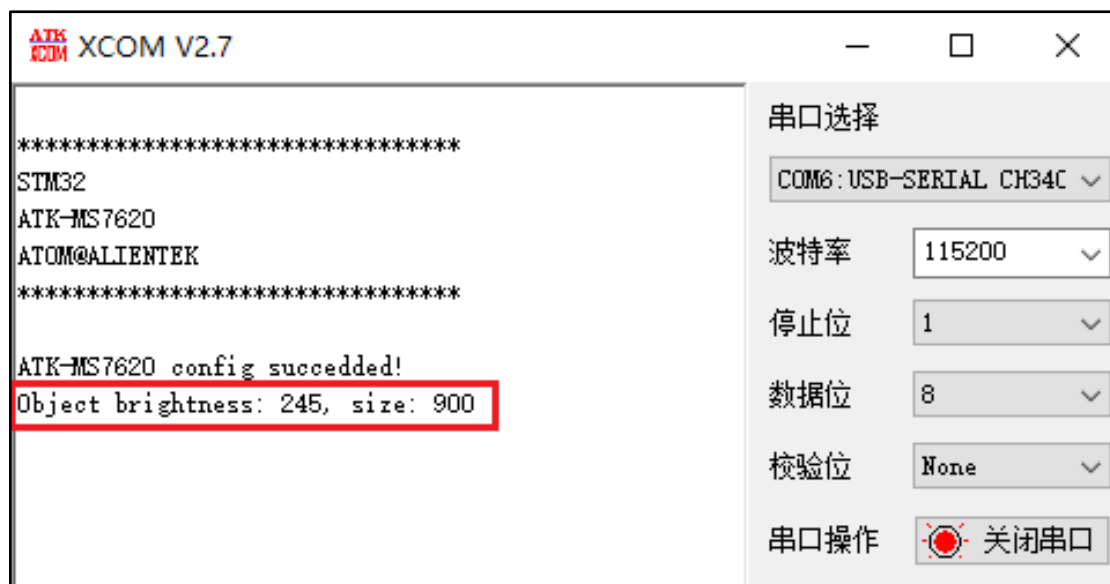 ATK
XCOM
XCOM V2.7
********************************
STM32
ATK-MS7620
ATOM@ALIENTEK
********************************
ATK-MS7620 config succedded!
Object brightness: 245, size: 900
串口选择
COM6:USB-SERIAL CH34C
波特率 115200
停止位 1
数据位 8
校验位 None
串口操作 关闭串口